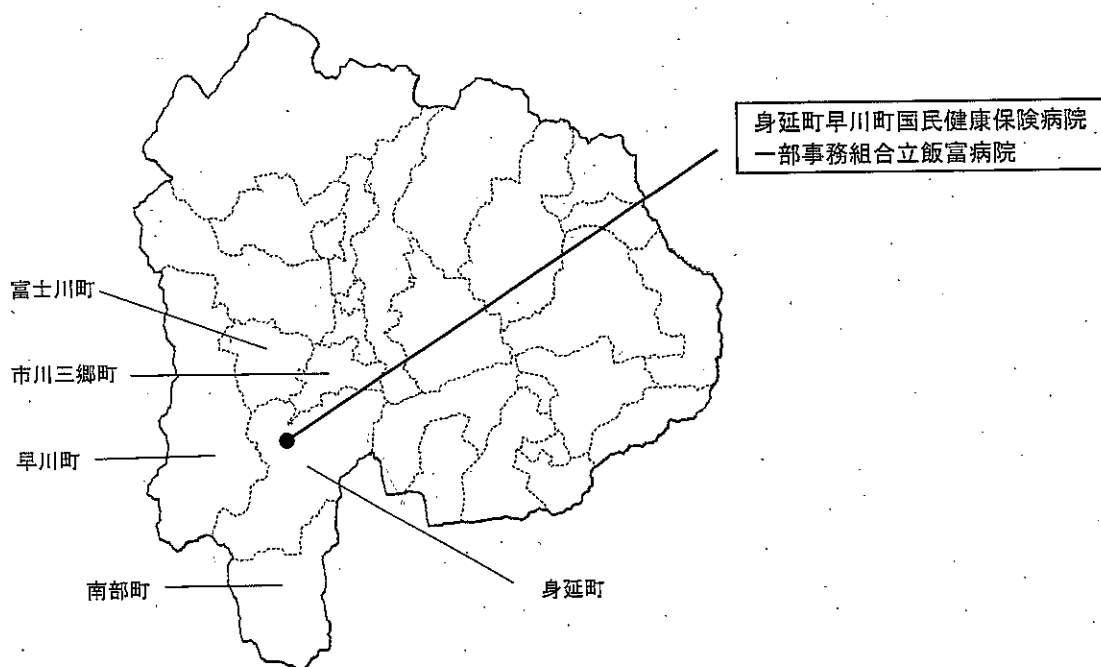 身延町早川町国民健康保険病院
一部事務組合立飯富病院
富士川町
市川三郷町
早川町
南部町
身延町